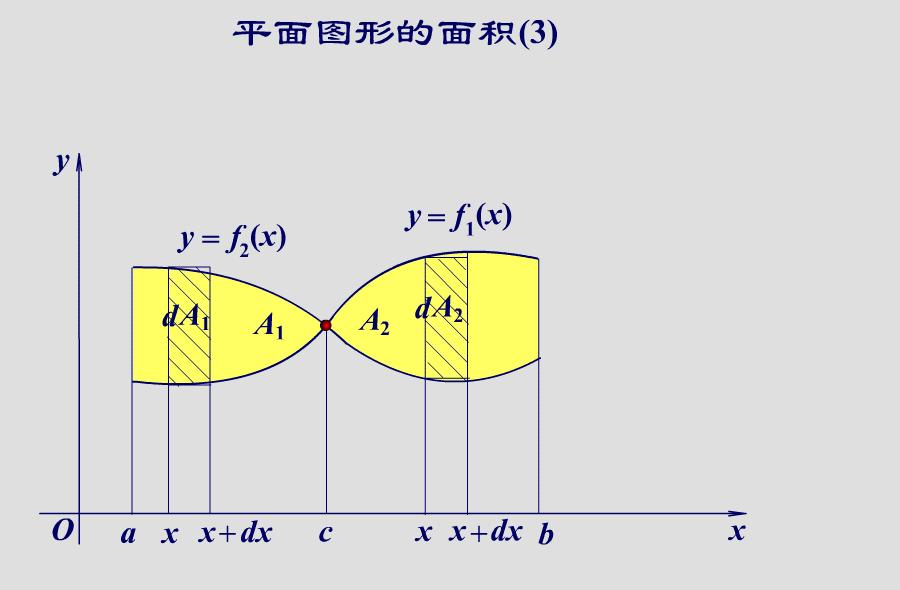 平面图形的面积(3)
y
y = f₁(x)
y = f₂(x)
dA₁ A₁ A₂ dA₂
O a x x+dx c x x+dx b x